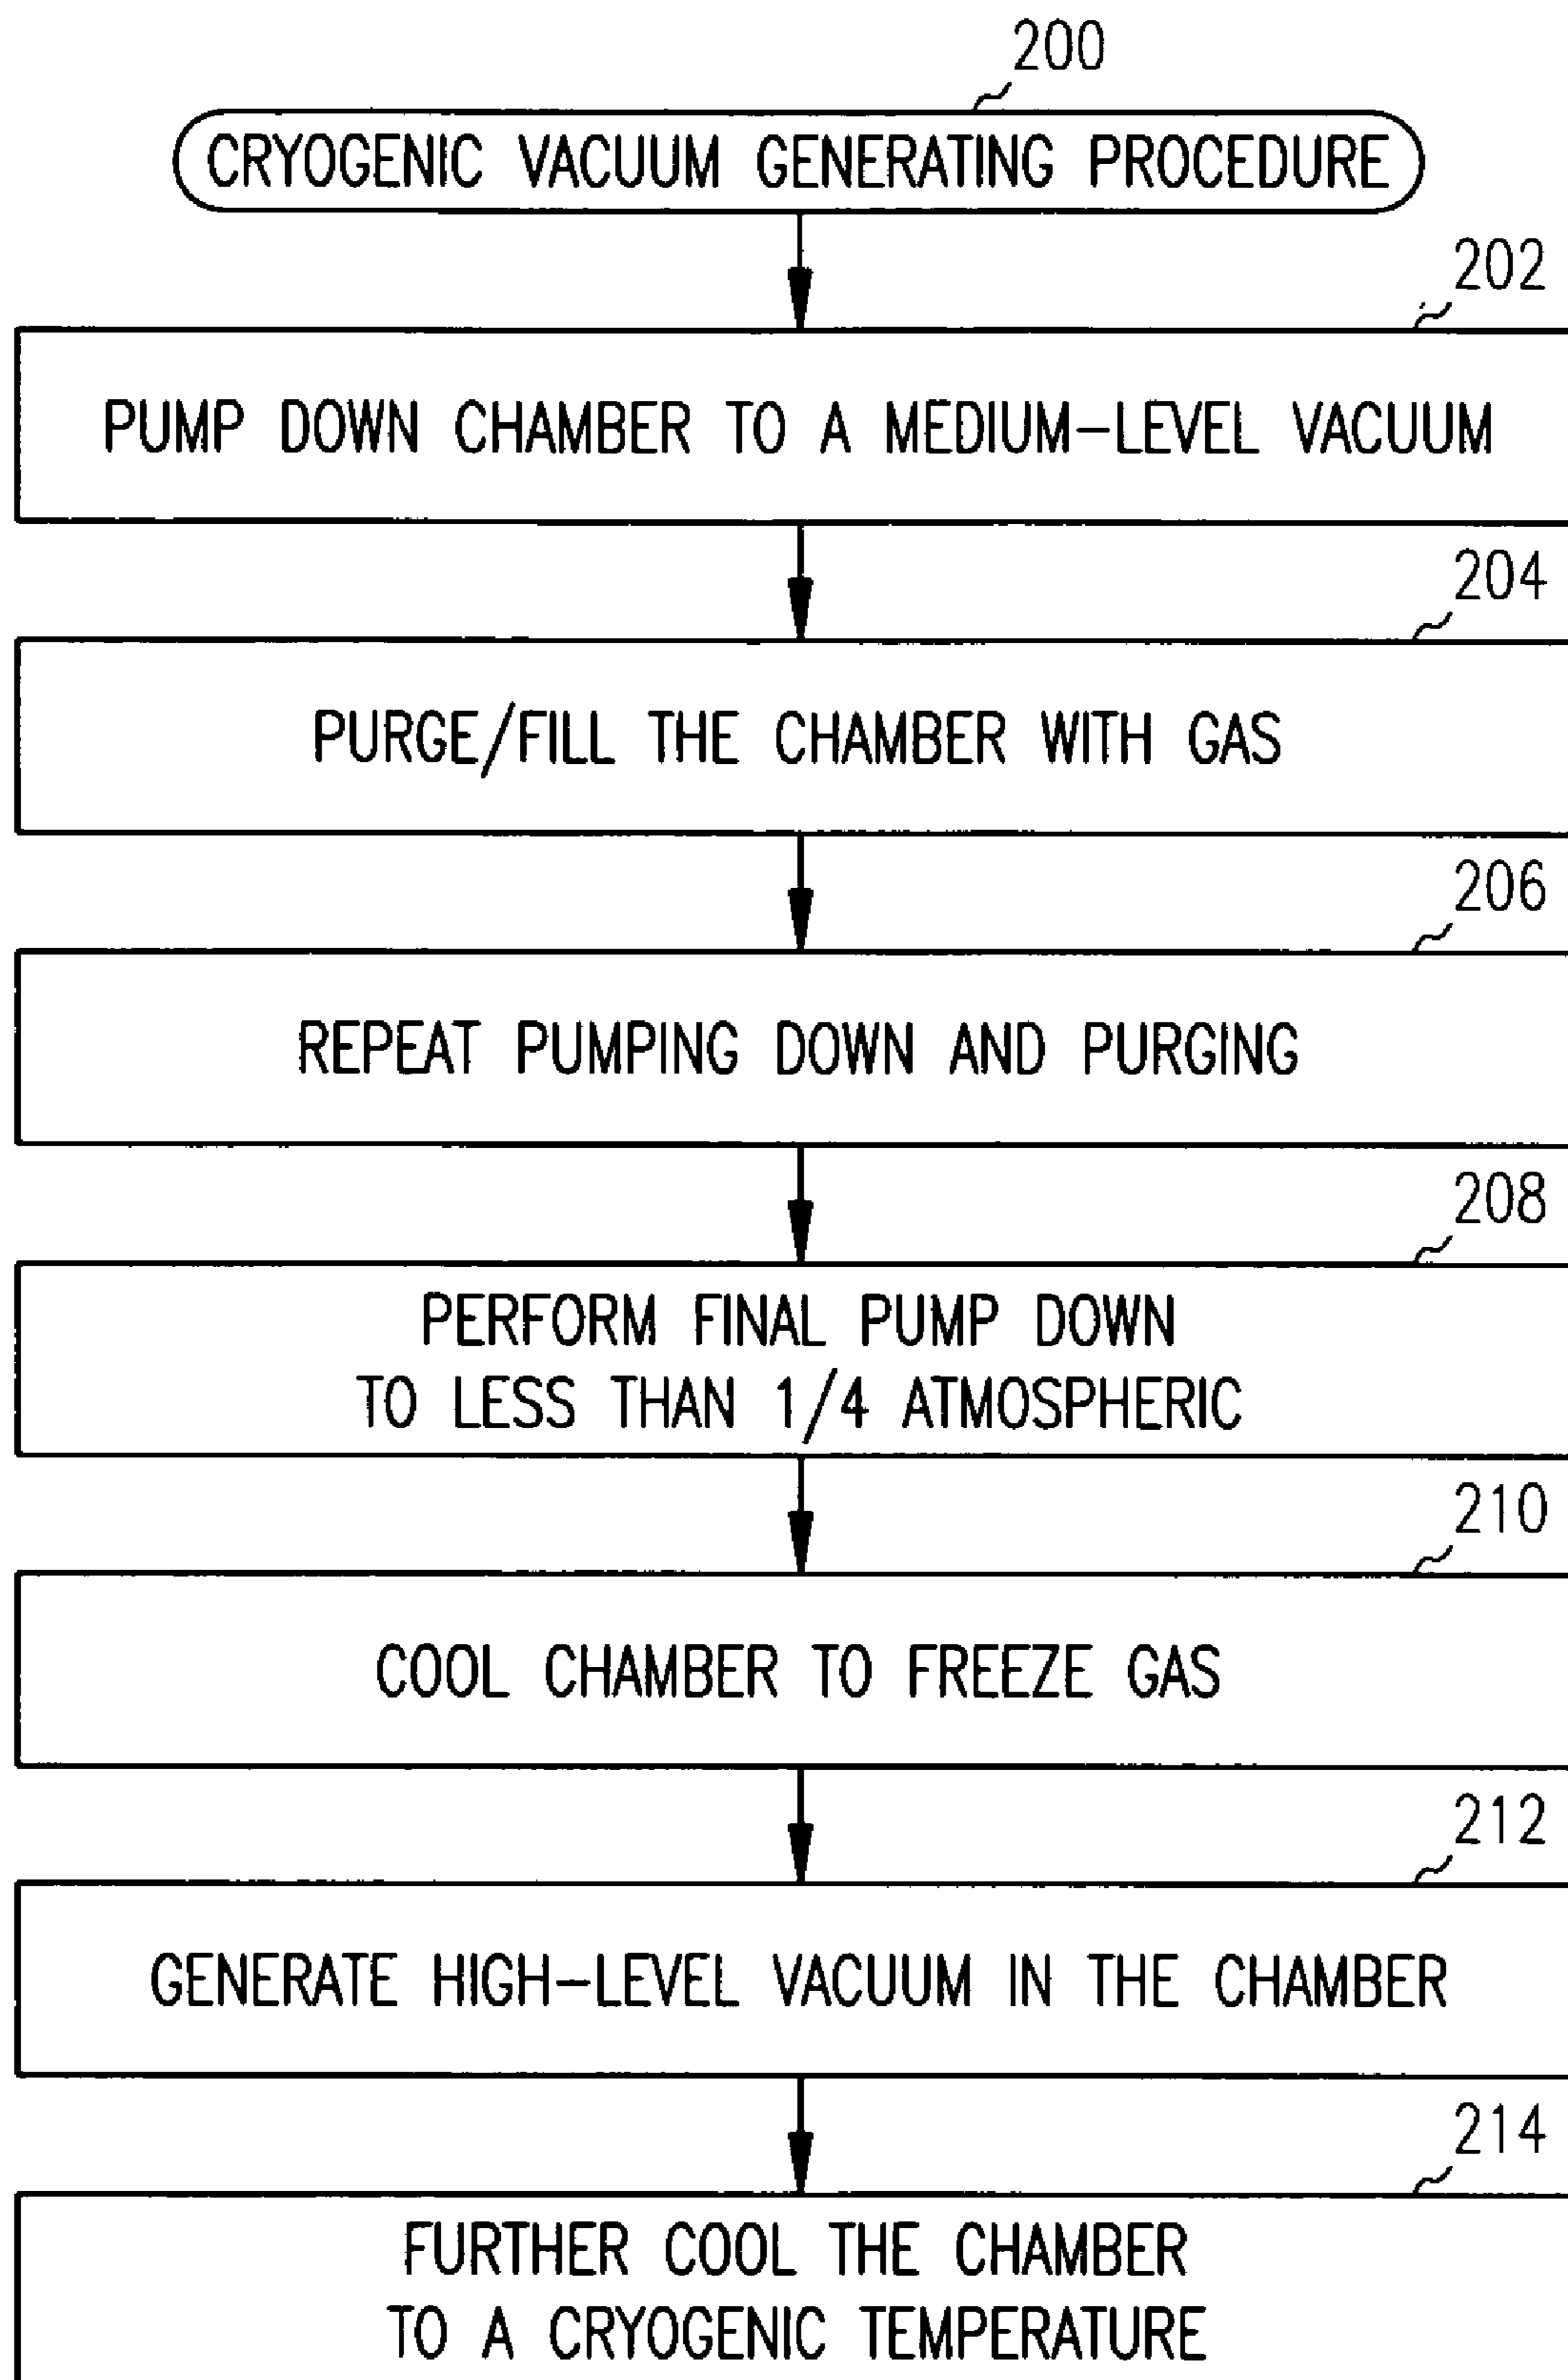 200
CRYOGENIC VACUUM GENERATING PROCEDURE
202
PUMP DOWN CHAMBER TO A MEDIUM-LEVEL VACUUM
204
PURGE/FILL THE CHAMBER WITH GAS
206
REPEAT PUMPING DOWN AND PURGING
208
PERFORM FINAL PUMP DOWN
TO LESS THAN 1/4 ATMOSPHERIC
210
COOL CHAMBER TO FREEZE GAS
212
GENERATE HIGH-LEVEL VACUUM IN THE CHAMBER
214
FURTHER COOL THE CHAMBER
TO A CRYOGENIC TEMPERATURE